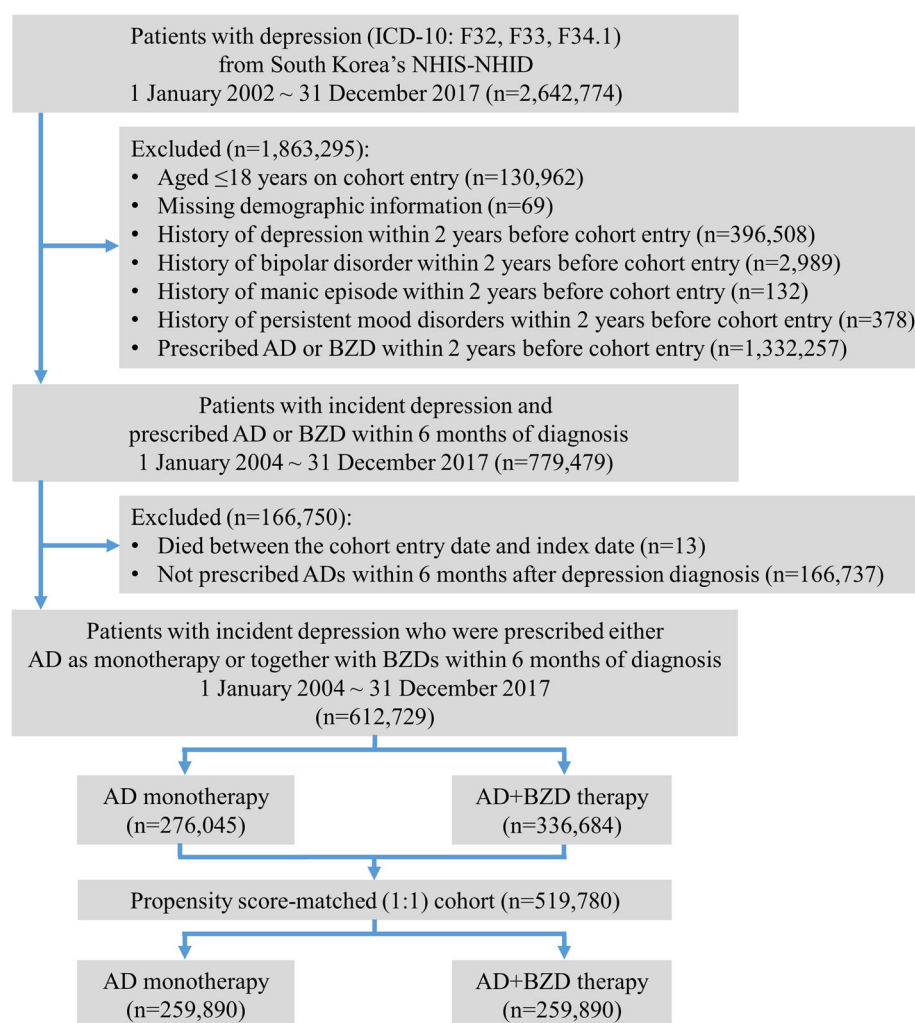 Patients with depression (ICD-10: F32, F33, F34.1)
from South Korea's NHIS-NHID
1 January 2002 ~ 31 December 2017 (n=2,642,774)
Excluded (n=1,863,295):
• Aged ≤18 years on cohort entry (n=130,962)
• Missing demographic information (n=69)
• History of depression within 2 years before cohort entry (n=396,508)
• History of bipolar disorder within 2 years before cohort entry (n=2,989)
• History of manic episode within 2 years before cohort entry (n=132)
• History of persistent mood disorders within 2 years before cohort entry (n=378)
• Prescribed AD or BZD within 2 years before cohort entry (n=1,332,257)
Patients with incident depression and
prescribed AD or BZD within 6 months of diagnosis
1 January 2004 ~ 31 December 2017 (n=779,479)
Excluded (n=166,750):
• Died between the cohort entry date and index date (n=13)
• Not prescribed ADs within 6 months after depression diagnosis (n=166,737)
Patients with incident depression who were prescribed either
AD as monotherapy or together with BZDs within 6 months of diagnosis
1 January 2004 ~ 31 December 2017
(n=612,729)
AD monotherapy
(n=276,045)
AD+BZD therapy
(n=336,684)
Propensity score-matched (1:1) cohort (n=519,780)
AD monotherapy
(n=259,890)
AD+BZD therapy
(n=259,890)